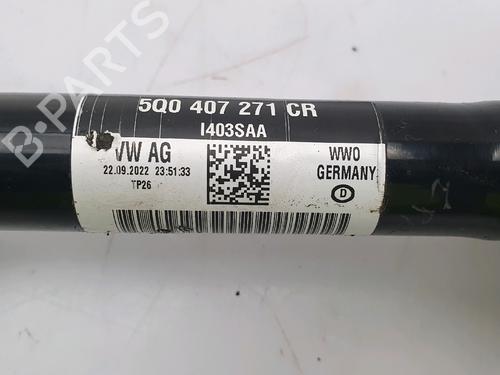 5Q0 407 271 CR
I403SAA
VW AG
22.09.2022 23:51:33
TP26
WWO
GERMANY
D
B-PARTS